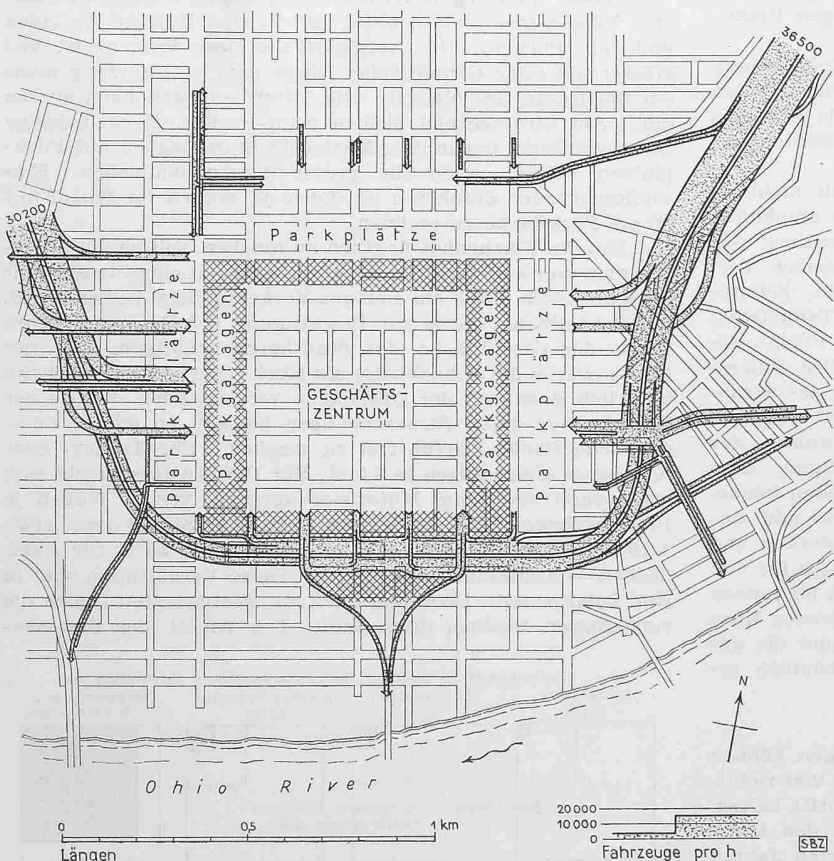 36500
30200
Parkplätze
Parkplätze
Parkgaragen
GESCHÄFTS-
ZENTRUM
Parkgaragen
Parkplätze
N
Ohio River
0 0,5 1 km
Längen
20000
10000
0
Fahrzeuge pro h
SBZ